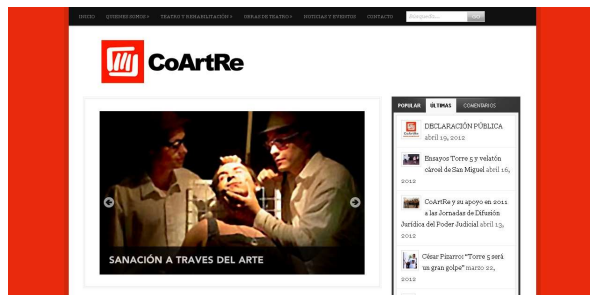 INICIO QUIENES SOMOS » TEATRO Y REHABILITACIÓN » OBRAS DE TEATRO » NOTICIAS Y EVENTOS CONTACTO Búsqueda... GO
CoArtRe
POPULAR ÚLTIMAS COMENTARIOS
DECLARACIÓN PÚBLICA
abril 19, 2012
Ensayos Torre 5 y velatón
cárcel de San Miguel abril 16,
2012
CoArtRe y su apoyo en 2011
a las Jornadas de Difusión
Jurídica del Poder Judicial abril 13,
2012
César Pizarro: "Torre 5 será
un gran golpe" marzo 22,
2012
SANACIÓN A TRAVES DEL ARTE